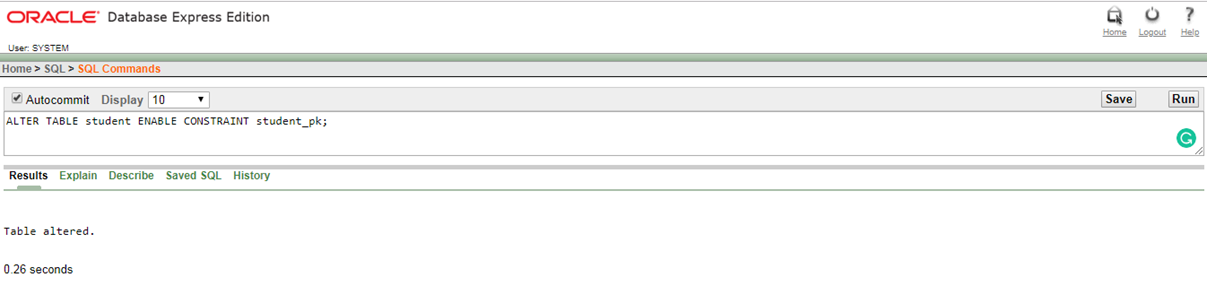 ORACLE Database Express Edition
Home Logout Help
User: SYSTEM
Home > SQL > SQL Commands
Autocommit Display 10 Save Run
ALTER TABLE student ENABLE CONSTRAINT student_pk;
Results Explain Describe Saved SQL History
Table altered.
0.26 seconds